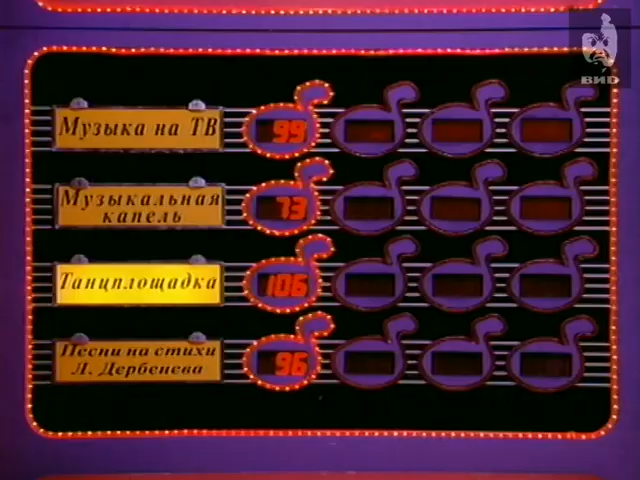 ВИD
Музыка на ТВ
99
Музыкальная
капель
73
Танцплощадка
106
Песни на стихи
Л. Дербенева
96